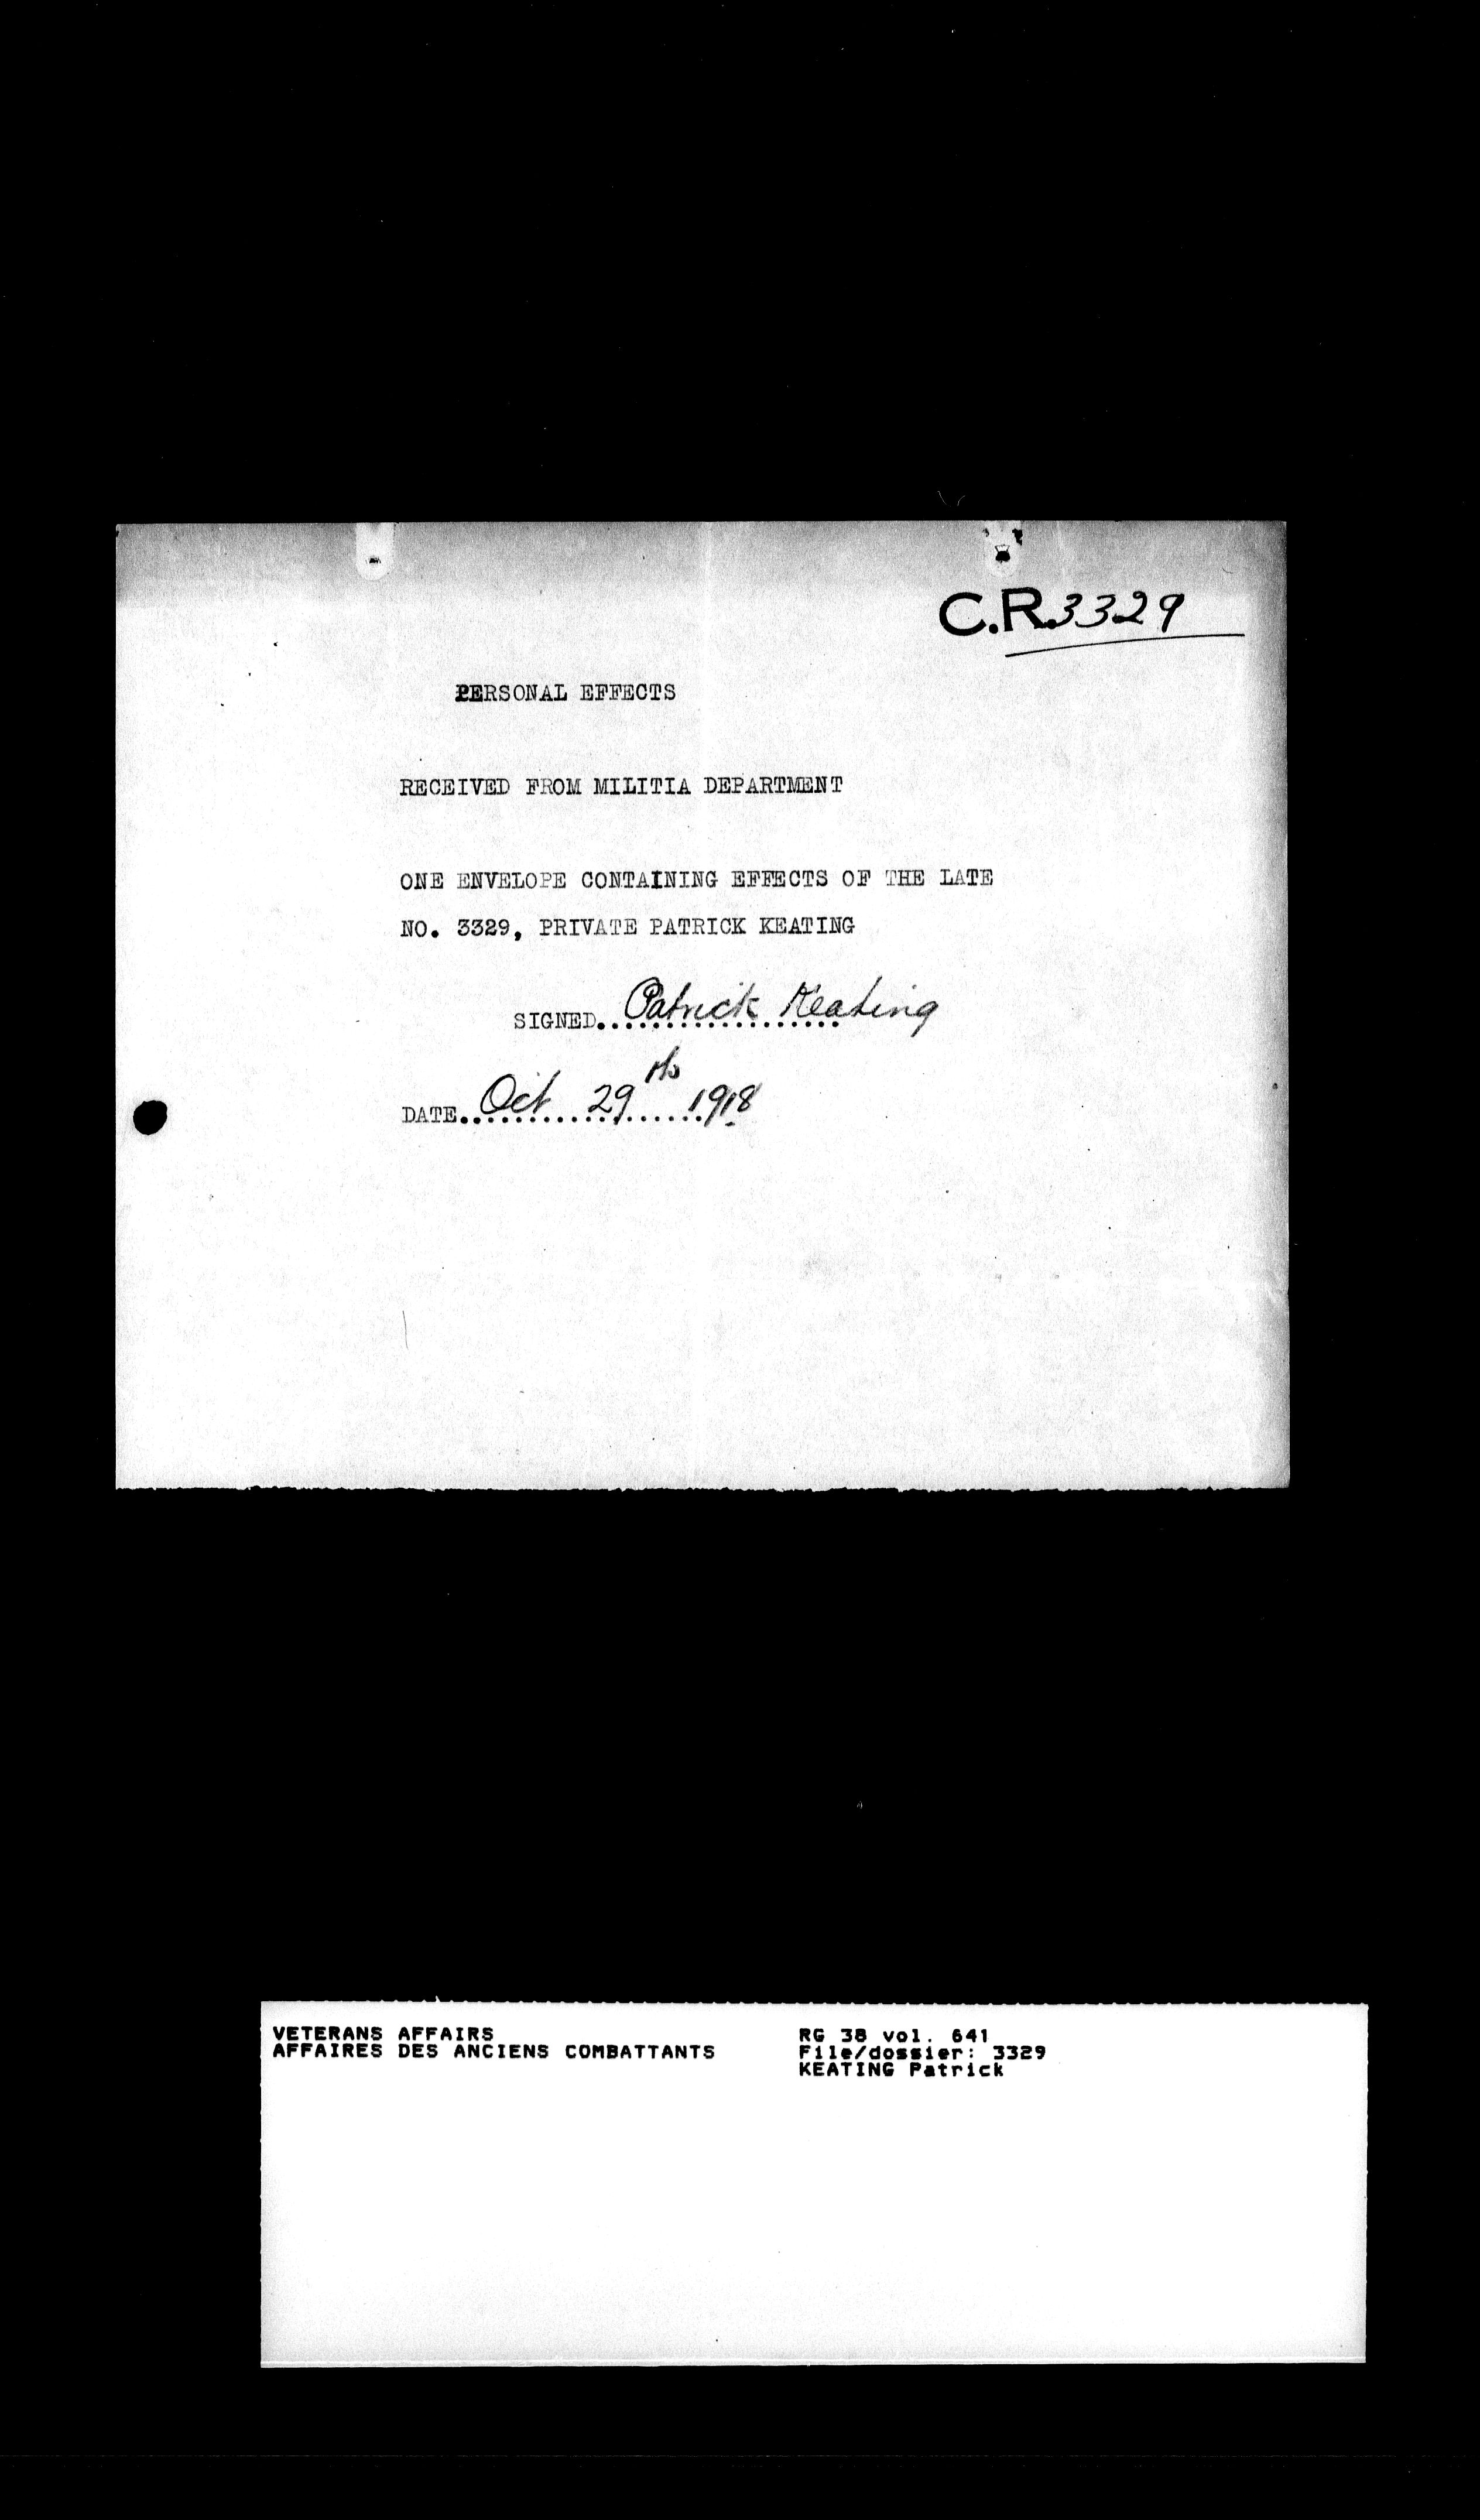 C.R. 3329
PERSONAL EFFECTS
RECEIVED FROM MILITIA DEPARTMENT
ONE ENVELOPE CONTAINING EFFECTS OF THE LATE
NO. 3329, PRIVATE PATRICK KEATING
SIGNED.. Patrick Keating
DATE.. Oct 29th 1918
VETERANS AFFAIRS RG 38 vol. 641
AFFAIRES DES ANCIENS COMBATTANTS File/dossier: 3329
KEATING Patrick